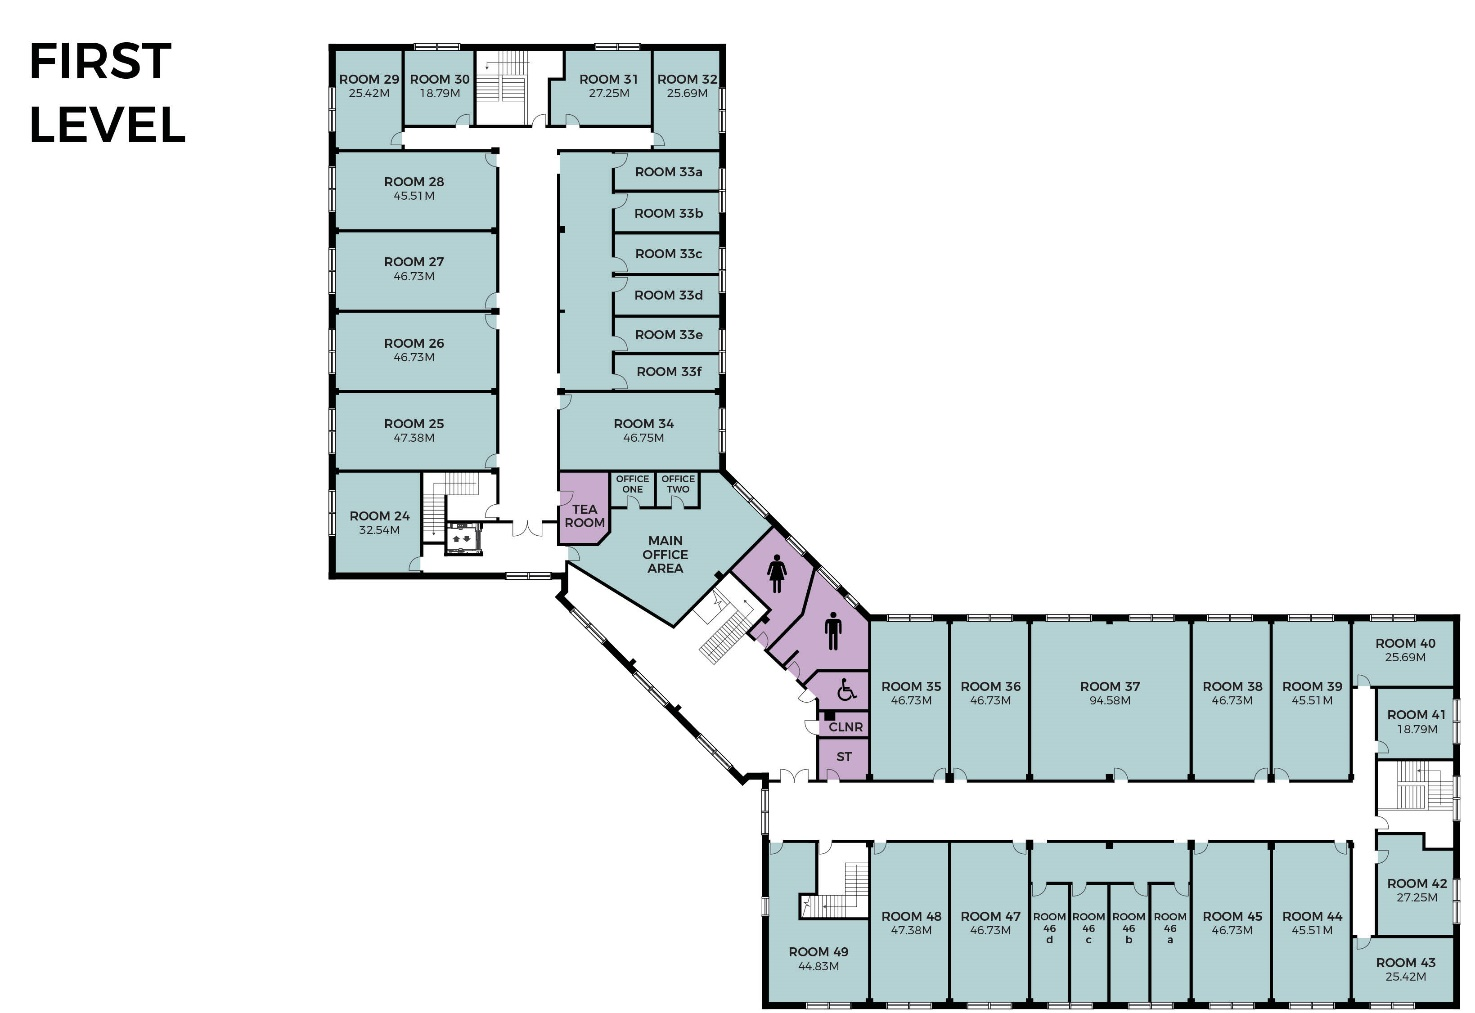 FIRST
LEVEL
ROOM 29
25.42M
ROOM 30
18.79M
ROOM 31
27.25M
ROOM 32
25.69M
ROOM 28
45.51M
ROOM 33a
ROOM 33b
ROOM 27
46.73M
ROOM 33c
ROOM 33d
ROOM 26
46.73M
ROOM 33e
ROOM 33f
ROOM 25
47.38M
ROOM 34
46.75M
ROOM 24
32.54M
TEA
ROOM
OFFICE
ONE
OFFICE
TWO
MAIN
OFFICE
AREA
CLNR
ST
ROOM 35
46.73M
ROOM 36
46.73M
ROOM 37
94.58M
ROOM 38
46.73M
ROOM 39
45.51M
ROOM 40
25.69M
ROOM 41
18.79M
ROOM 42
27.25M
ROOM 43
25.42M
ROOM 49
44.83M
ROOM 48
47.38M
ROOM 47
46.73M
ROOM
46
d
ROOM
46
c
ROOM
46
b
ROOM
46
a
ROOM 45
46.73M
ROOM 44
45.51M